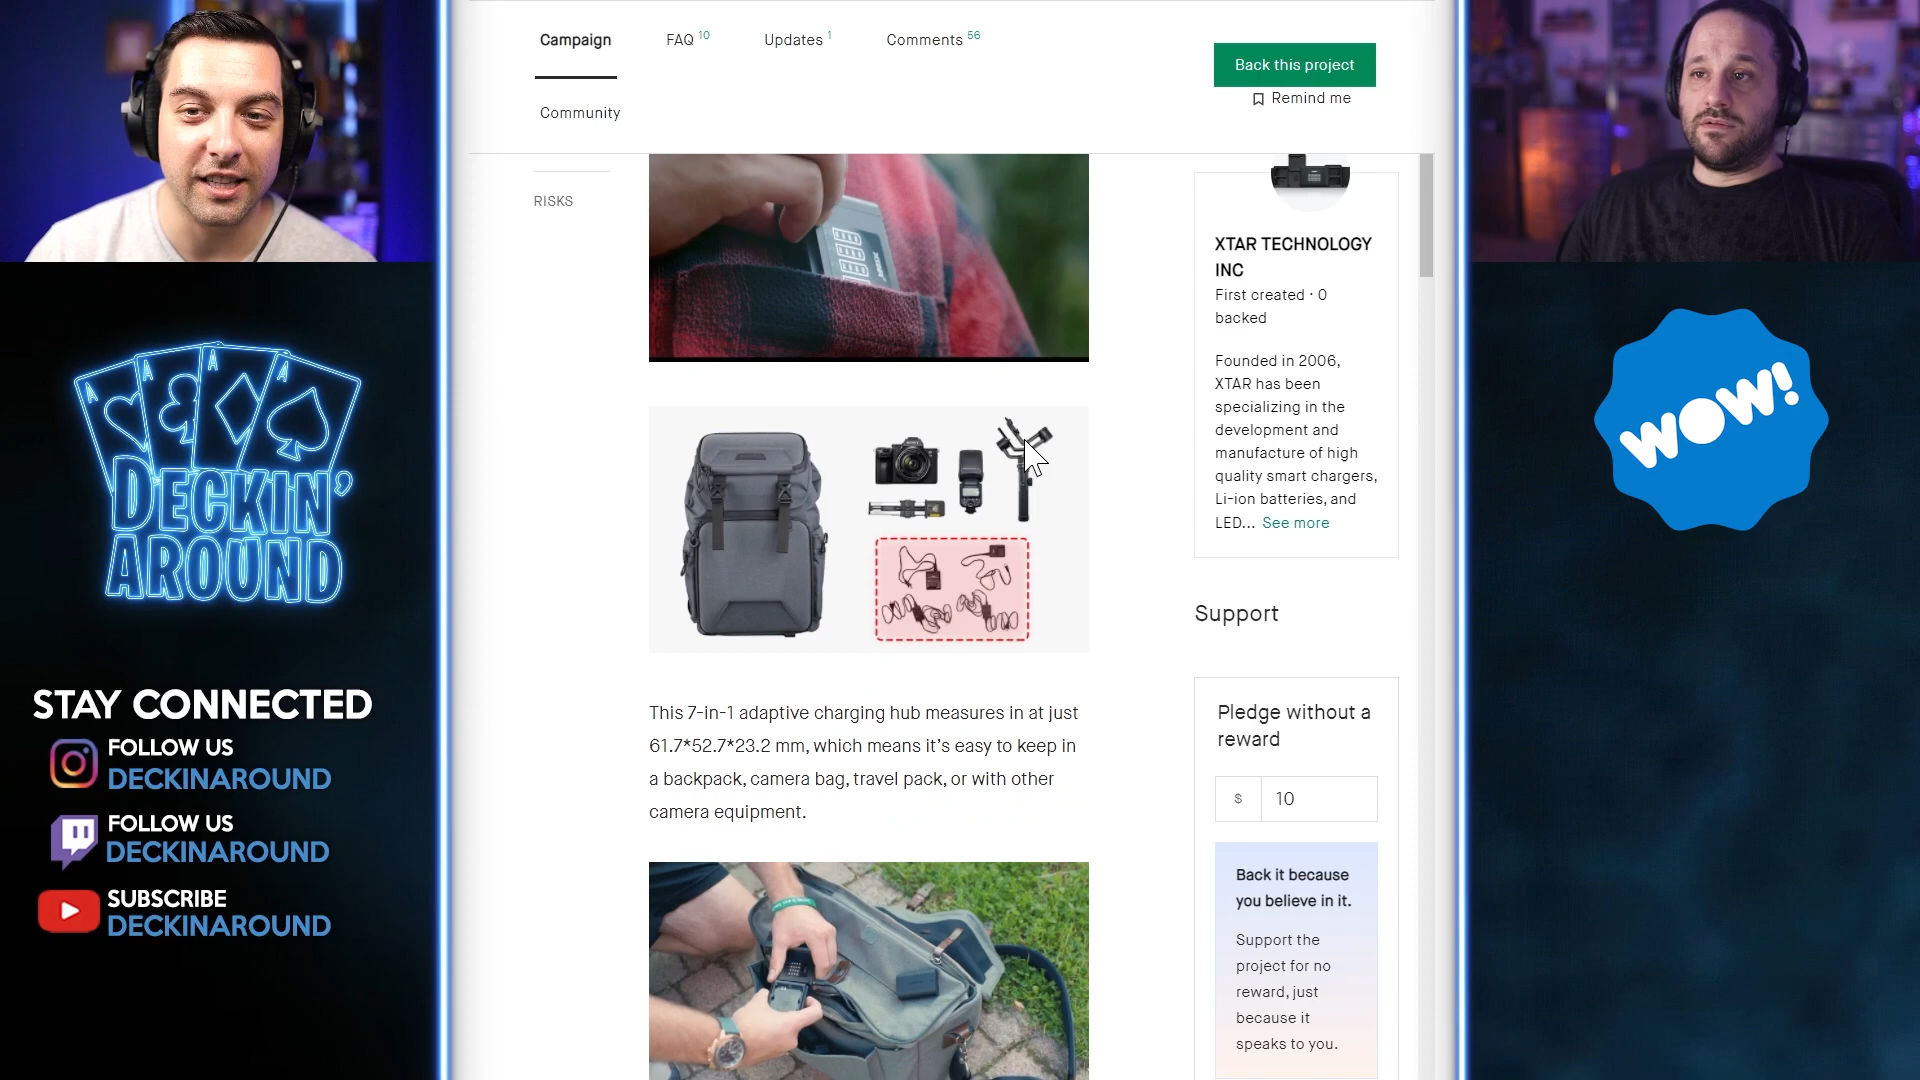 Campaign
FAQ 10
Updates 1
Comments 56
Back this project
Remind me
Community
RISKS
XTAR TECHNOLOGY
INC
First created · 0
backed
Founded in 2006,
XTAR has been
specializing in the
development and
manufacture of high
quality smart chargers,
Li-ion batteries, and
LED... See more
Support
Pledge without a
reward
$ 10
Back it because
you believe in it.
Support the
project for no
reward, just
because it
speaks to you.
This 7-in-1 adaptive charging hub measures in at just
61.7*52.7*23.2 mm, which means it's easy to keep in
a backpack, camera bag, travel pack, or with other
camera equipment.
A A A A
DECKIN'
AROUND
STAY CONNECTED
FOLLOW US
DECKINAROUND
FOLLOW US
DECKINAROUND
SUBSCRIBE
DECKINAROUND
WOW!